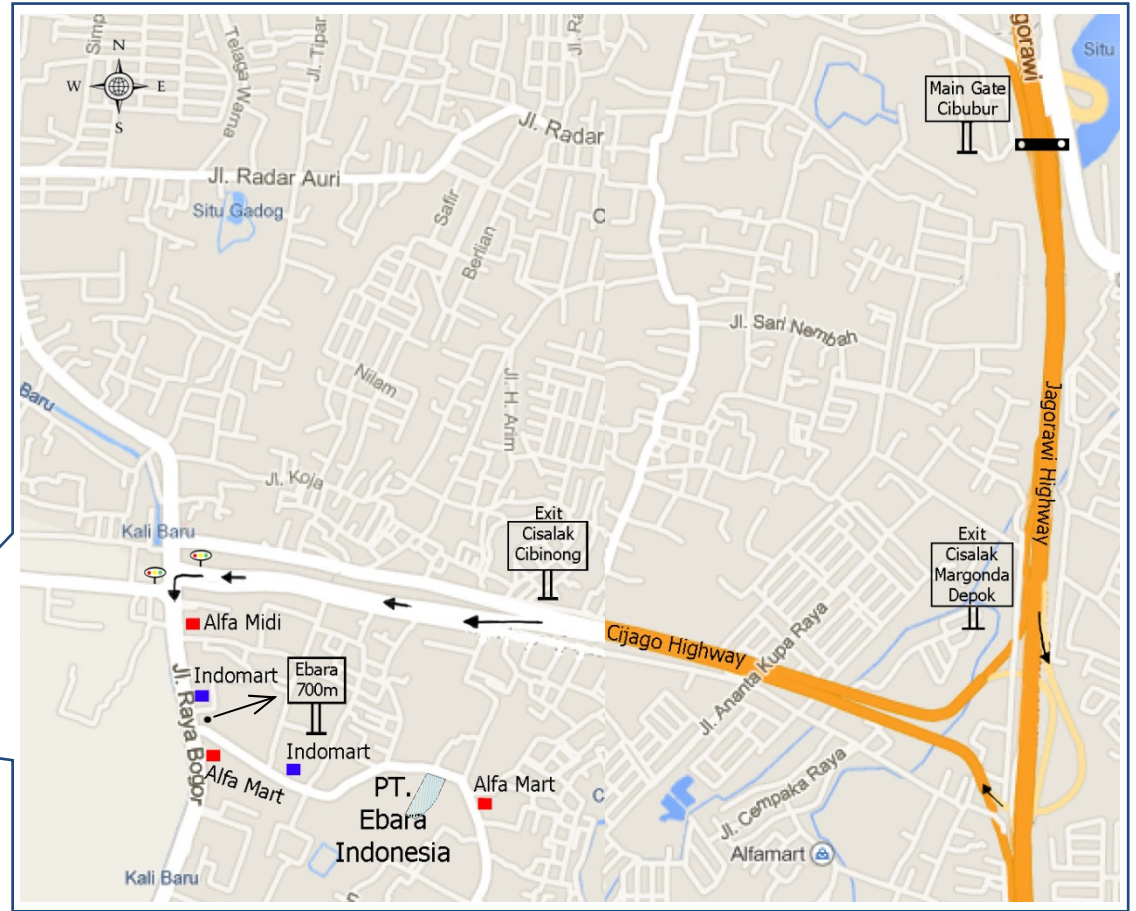 Simp
N
W
E
S
Telaga Warna
Jl. Tipar
Jl. Ra
gorawi
Situ
Main Gate
Cibubur
Jl. Radar
Jl. Radar Auri
Situ Gadog
Safir
Berlian
C
Jl. Sari Nembah
Nilam
Jl. H.Arim
Baru
Jagorawi Highway
Jl. Koja
Kali Baru
Exit
Cisalak
Cibinong
Exit
Cisalak
Margonda
Depok
Alfa Midi
Cijago Highway
Jl. Ananta Kupa Raya
Indomart
Ebara
700m
Jl. Raya Bogor
Indomart
Alfa Mart
PT.
Ebara
Indonesia
Alfa Mart
C
Jl. Cempaka Raya
Alfamart
Kali Baru
S